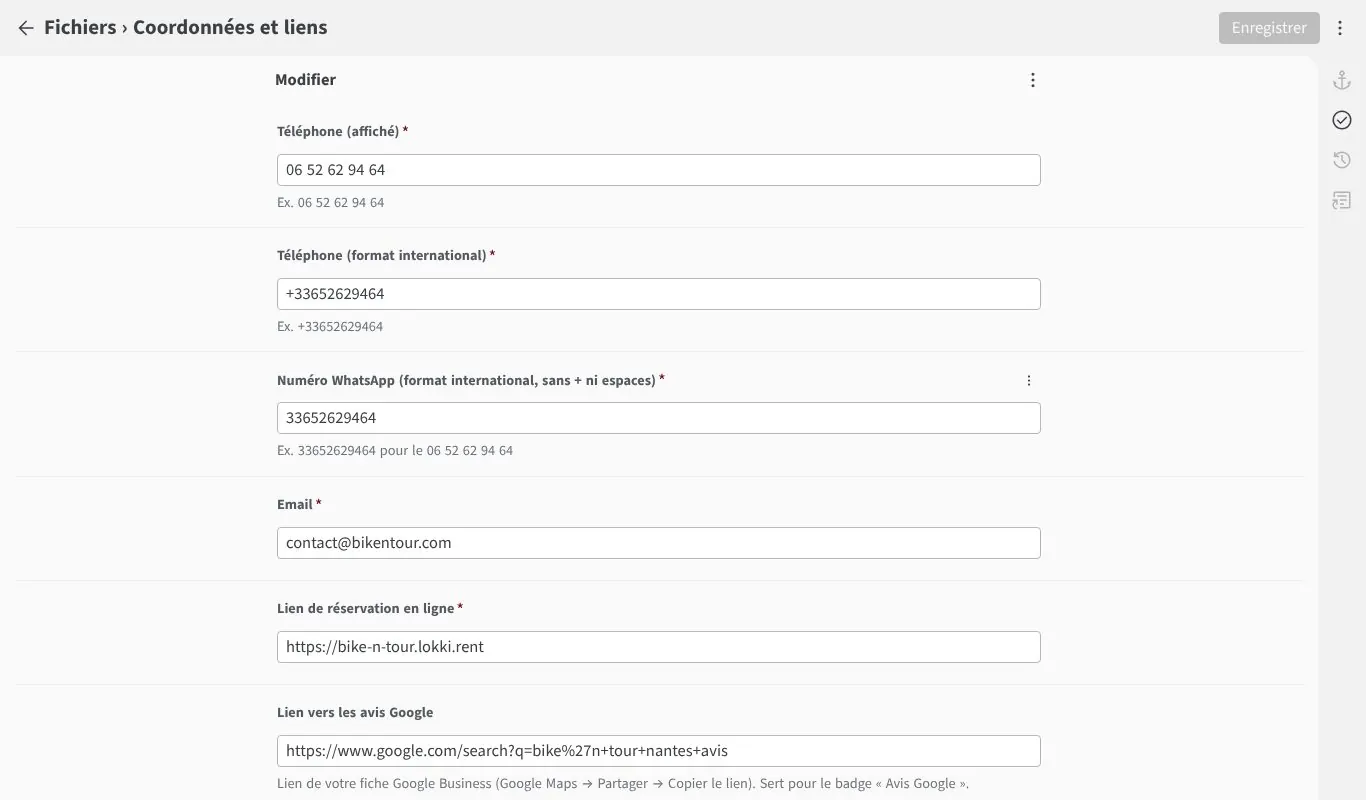 Fichiers › Coordonnées et liens
Enregistrer
Modifier
Téléphone (affiché) *
06 52 62 94 64
Ex. 06 52 62 94 64
Téléphone (format international) *
+33652629464
Ex. +33652629464
Numéro WhatsApp (format international, sans + ni espaces) *
33652629464
Ex. 33652629464 pour le 06 52 62 94 64
Email *
contact@bikentour.com
Lien de réservation en ligne *
https://bike-n-tour.lokki.rent
Lien vers les avis Google
https://www.google.com/search?q=bike%27n+tour+nantes+avis
Lien de votre fiche Google Business (Google Maps → Partager → Copier le lien). Sert pour le badge « Avis Google ».